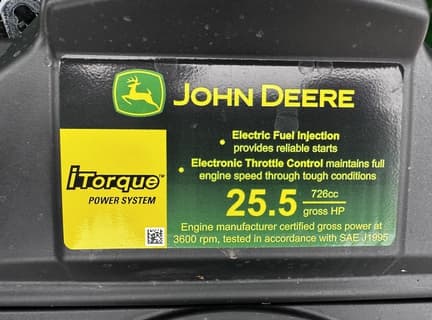 JOHN DEERE
• Electric Fuel Injection
provides reliable starts
• Electronic Throttle Control maintains full
engine speed through tough conditions
iTorque™
POWER SYSTEM
25.5 726cc
gross HP
Engine manufacturer certified gross power at
3600 rpm, tested in accordance with SAE J1995